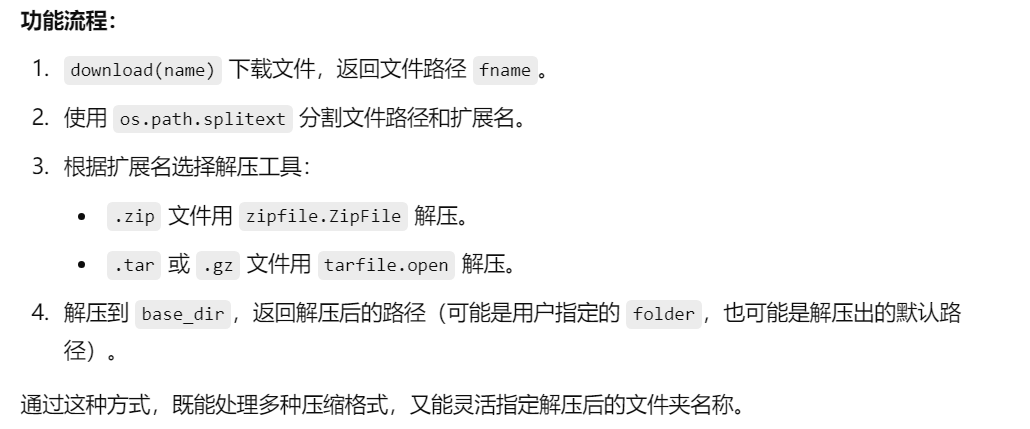 功能流程：
1. download(name) 下载文件，返回文件路径 fname。
2. 使用 os.path.splitext 分割文件路径和扩展名。
3. 根据扩展名选择解压工具：
• .zip 文件用 zipfile.ZipFile 解压。
• .tar 或 .gz 文件用 tarfile.open 解压。
4. 解压到 base_dir，返回解压后的路径（可能是用户指定的 folder，也可能是解压出的默认路
径）。
通过这种方式，既能处理多种压缩格式，又能灵活指定解压后的文件夹名称。